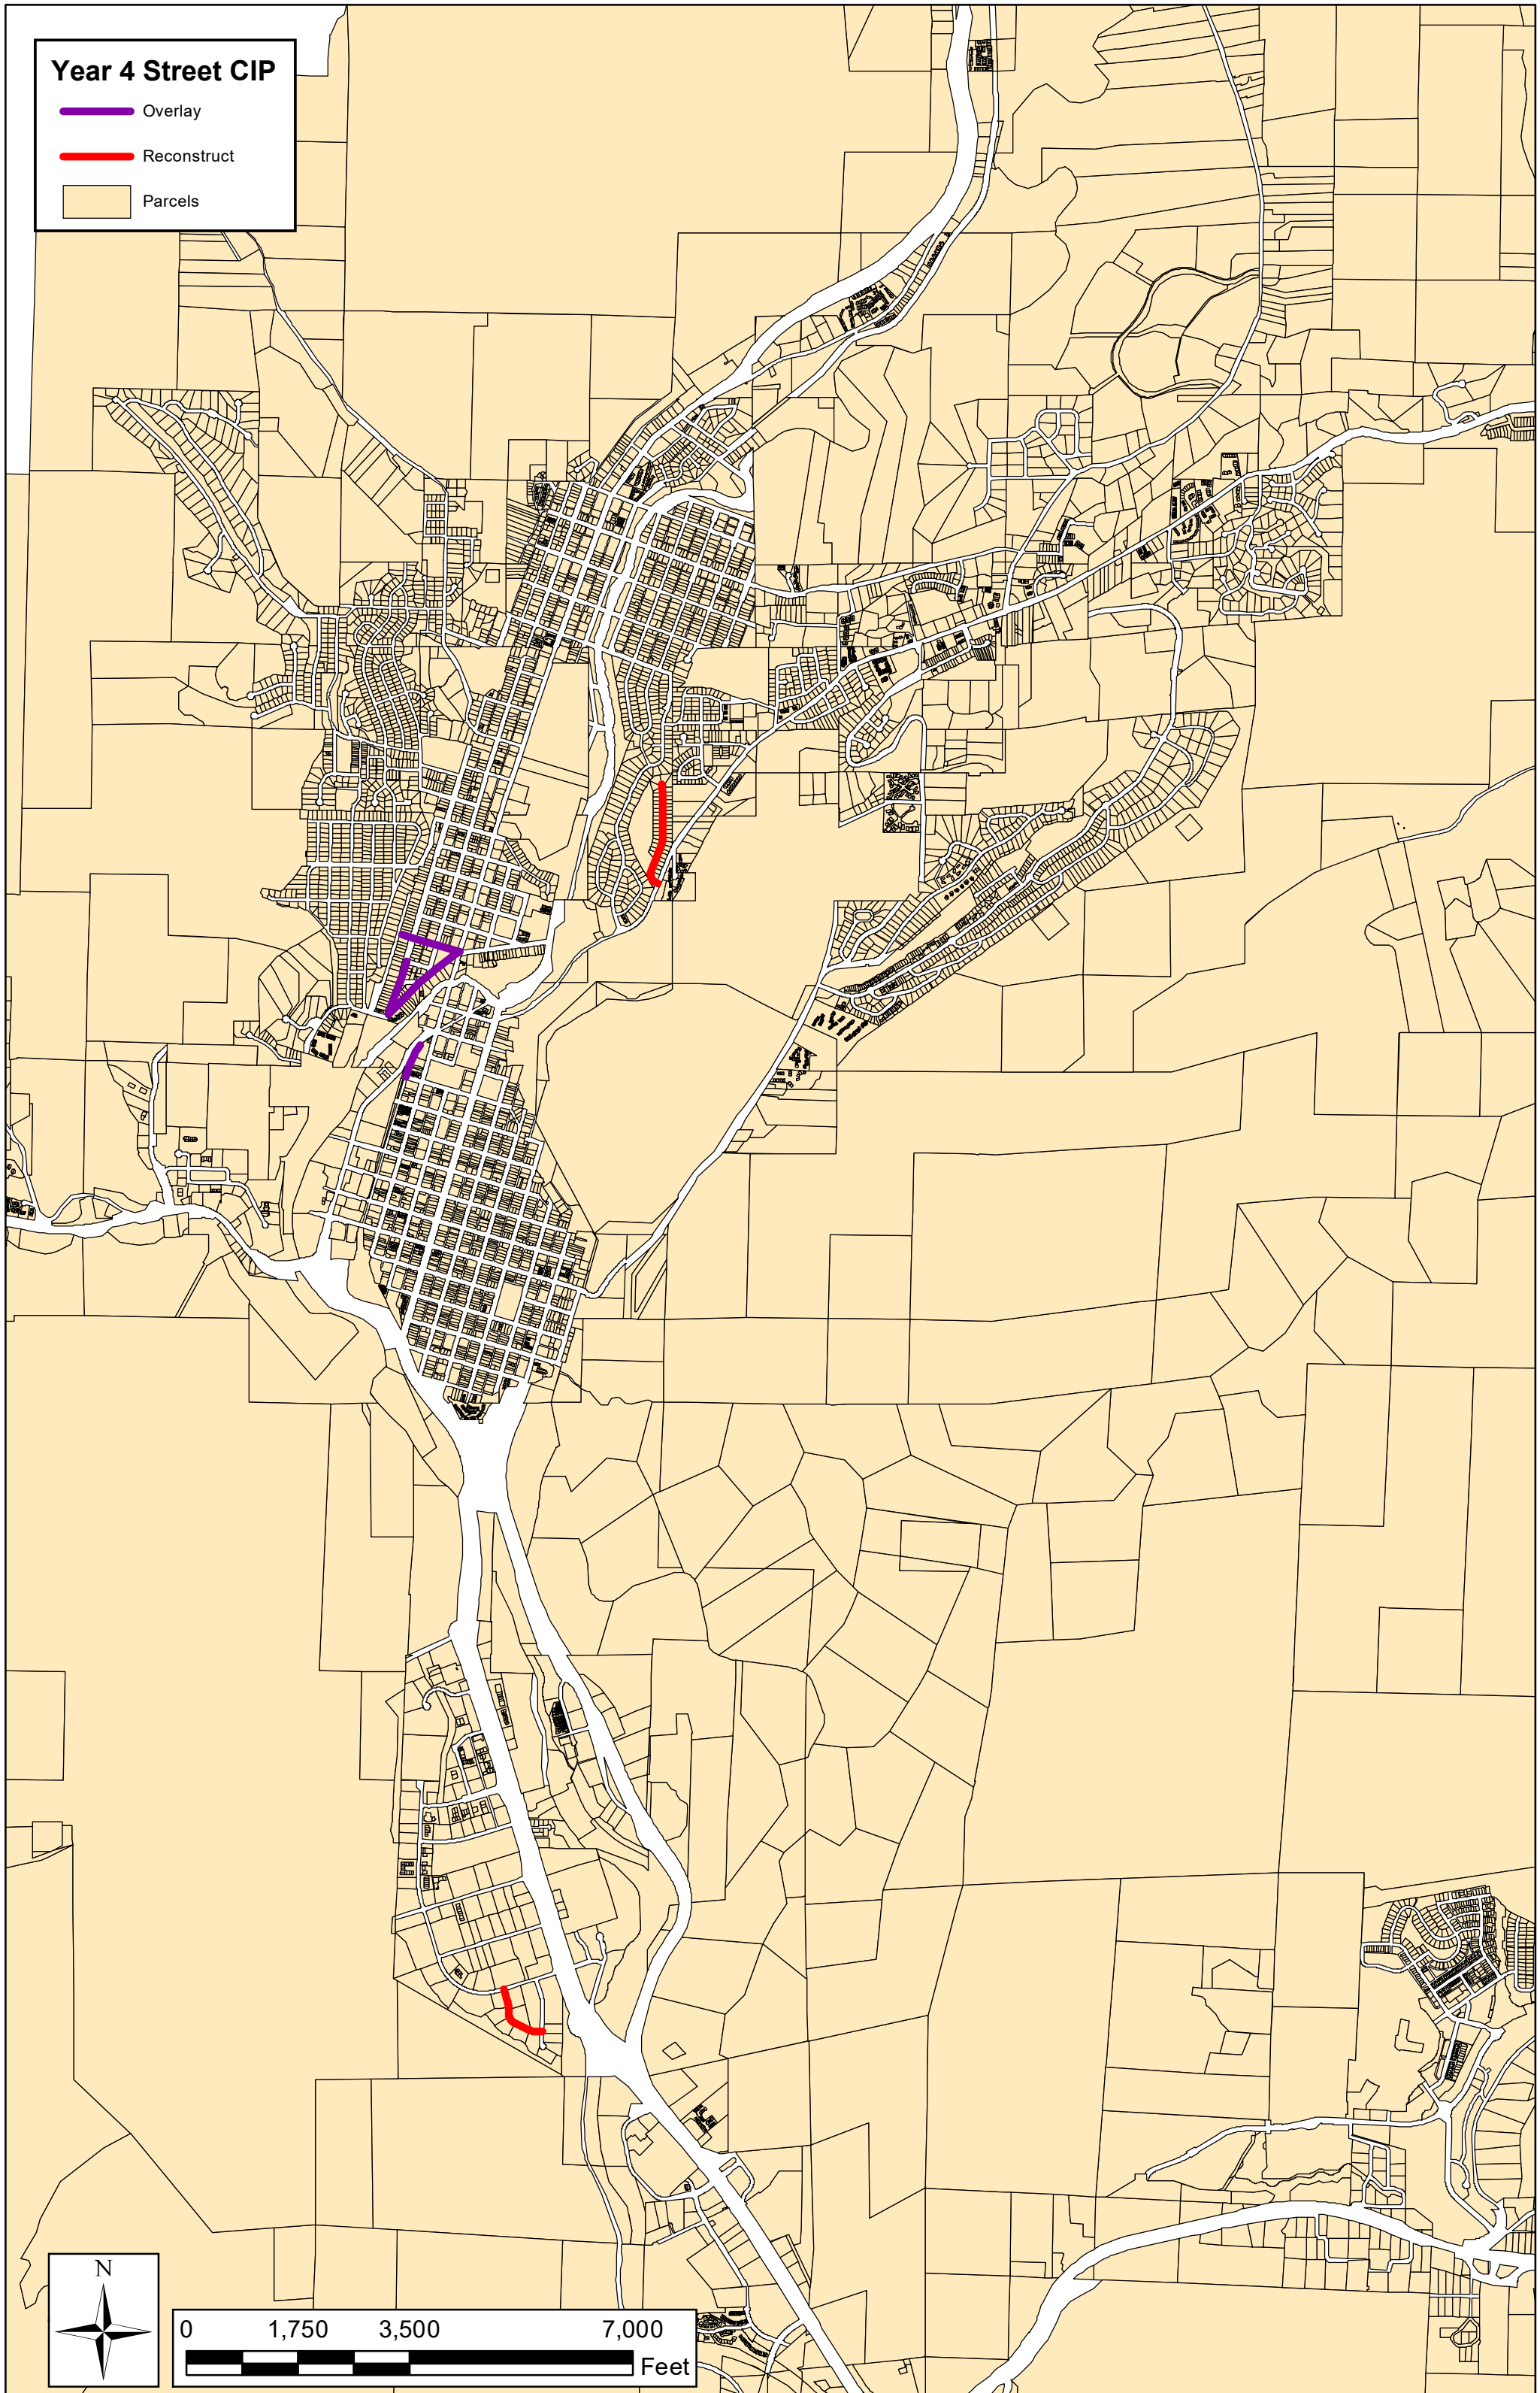 Year 4 Street CIP
Overlay
Reconstruct
Parcels
N
0 1,750 3,500 7,000
Feet